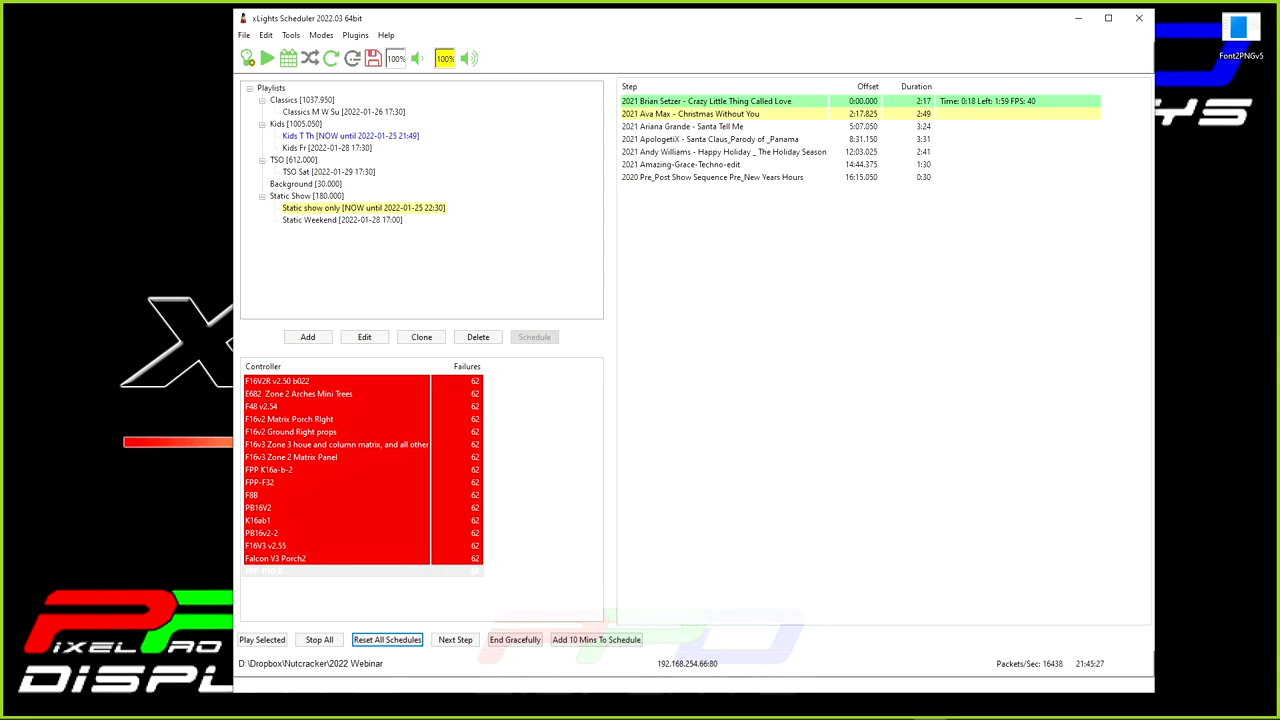 xLights Scheduler 2022.03 64bit
File Edit Tools Modes Plugins Help
100% 100%
Font2PNGv5
Playlists
Classics [1037.950]
Classics M W Su [2022-01-26 17:30]
Kids [1005.050]
Kids T Th [NOW until 2022-01-25 21:49]
Kids Fr [2022-01-28 17:30]
TSO [612.000]
TSO Sat [2022-01-29 17:30]
Background [30.000]
Static Show [180.000]
Static show only [NOW until 2022-01-25 22:30]
Static Weekend [2022-01-28 17:00]
Add Edit Clone Delete Schedule
Step Offset Duration
2021 Brian Setzer - Crazy Little Thing Called Love 0:00.000 2:17 Time: 0:18 Left: 1:59 FPS: 40
2021 Ava Max - Christmas Without You 2:17.825 2:49
2021 Ariana Grande - Santa Tell Me 5:07.050 3:24
2021 ApologetiX - Santa Claus_Parody of _Panama 8:31.150 3:31
2021 Andy Williams - Happy Holiday _ The Holiday Season 12:03.025 2:41
2021 Amazing-Grace-Techno-edit 14:44.375 1:30
2020 Pre_Post Show Sequence Pre_New Years Hours 16:15.050 0:30
Controller Failures
F16V2R v2.50 b022 62
E682 Zone 2 Arches Mini Trees 62
F48 v2.54 62
F16v2 Matrix Porch RIght 62
F16v2 Ground Right props 62
F16v3 Zone 3 houe and column matrix, and all other 62
F16v3 Zone 2 Matrix Panel 62
FPP K16a-b-2 62
FPP-F32 62
F8B 62
PB16V2 62
K16ab1 62
PB16v2-2 62
F16V3 v2.55 62
Falcon V3 Porch2 62
Play Selected Stop All Reset All Schedules Next Step End Gracefully Add 10 Mins To Schedule
D:\Dropbox\Nutcracker\2022 Webinar 192.168.254.66:80 Packets/Sec: 16438 21:45:27